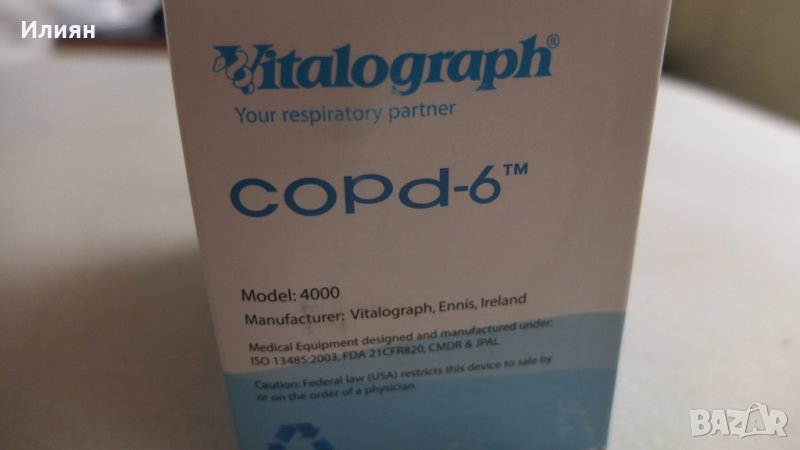 Илиян
Vitalograph®
Your respiratory partner
copd-6™
Model: 4000
Manufacturer: Vitalograph, Ennis, Ireland
Medical Equipment designed and manufactured under:
ISO 13485:2003, FDA 21CFR820, CMDR & JPAL
Caution: Federal law (USA) restricts this device to sale by
or on the order of a physician
BAZAR